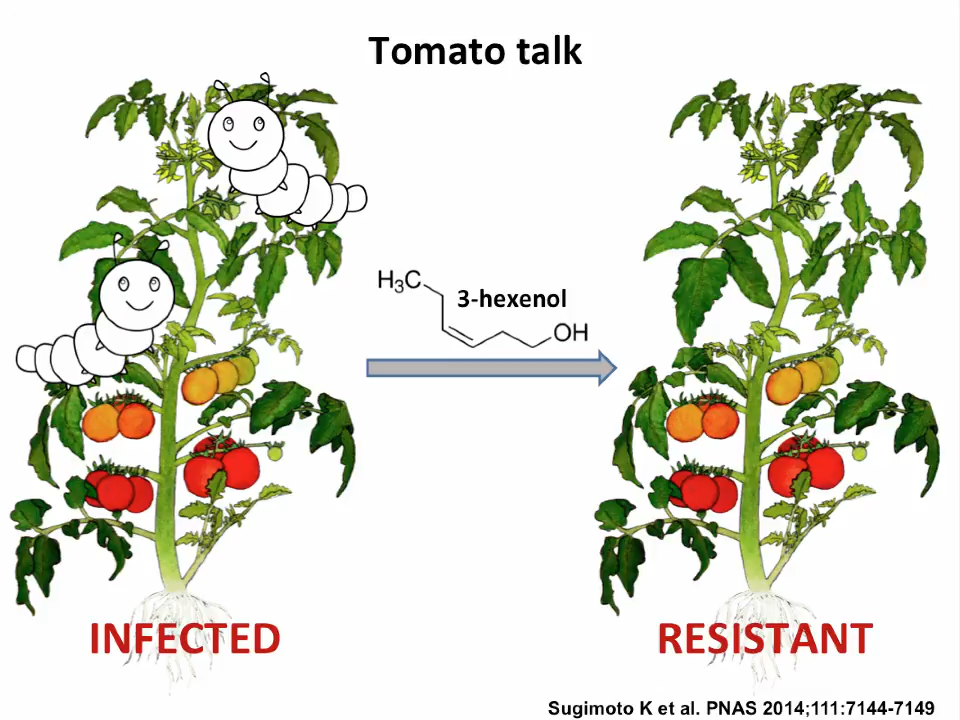 Tomato talk
H₃C
3-hexenol
OH
INFECTED
RESISTANT
Sugimoto K et al. PNAS 2014;111:7144-7149